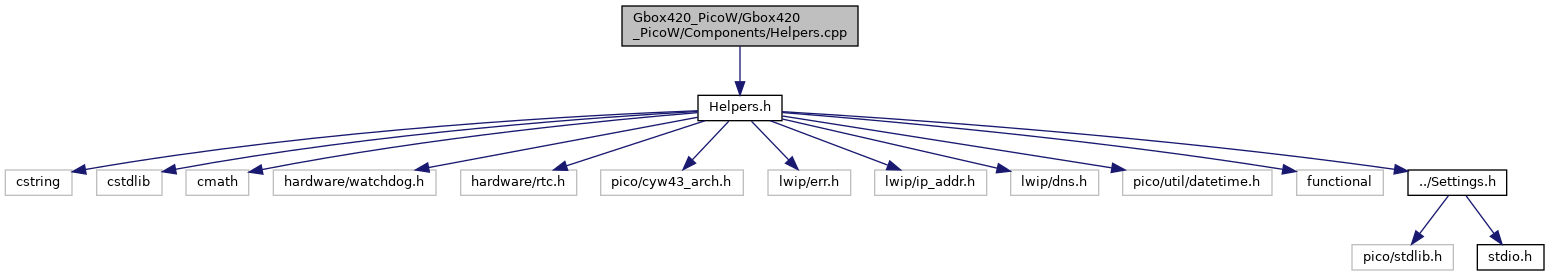 Gbox420_PicoW/Gbox420
_PicoW/Components/Helpers.cpp
Helpers.h
cstring
cstdlib
cmath
hardware/watchdog.h
hardware/rtc.h
pico/cyw43_arch.h
lwip/err.h
lwip/ip_addr.h
lwip/dns.h
pico/util/datetime.h
functional
../Settings.h
pico/stdlib.h
stdio.h